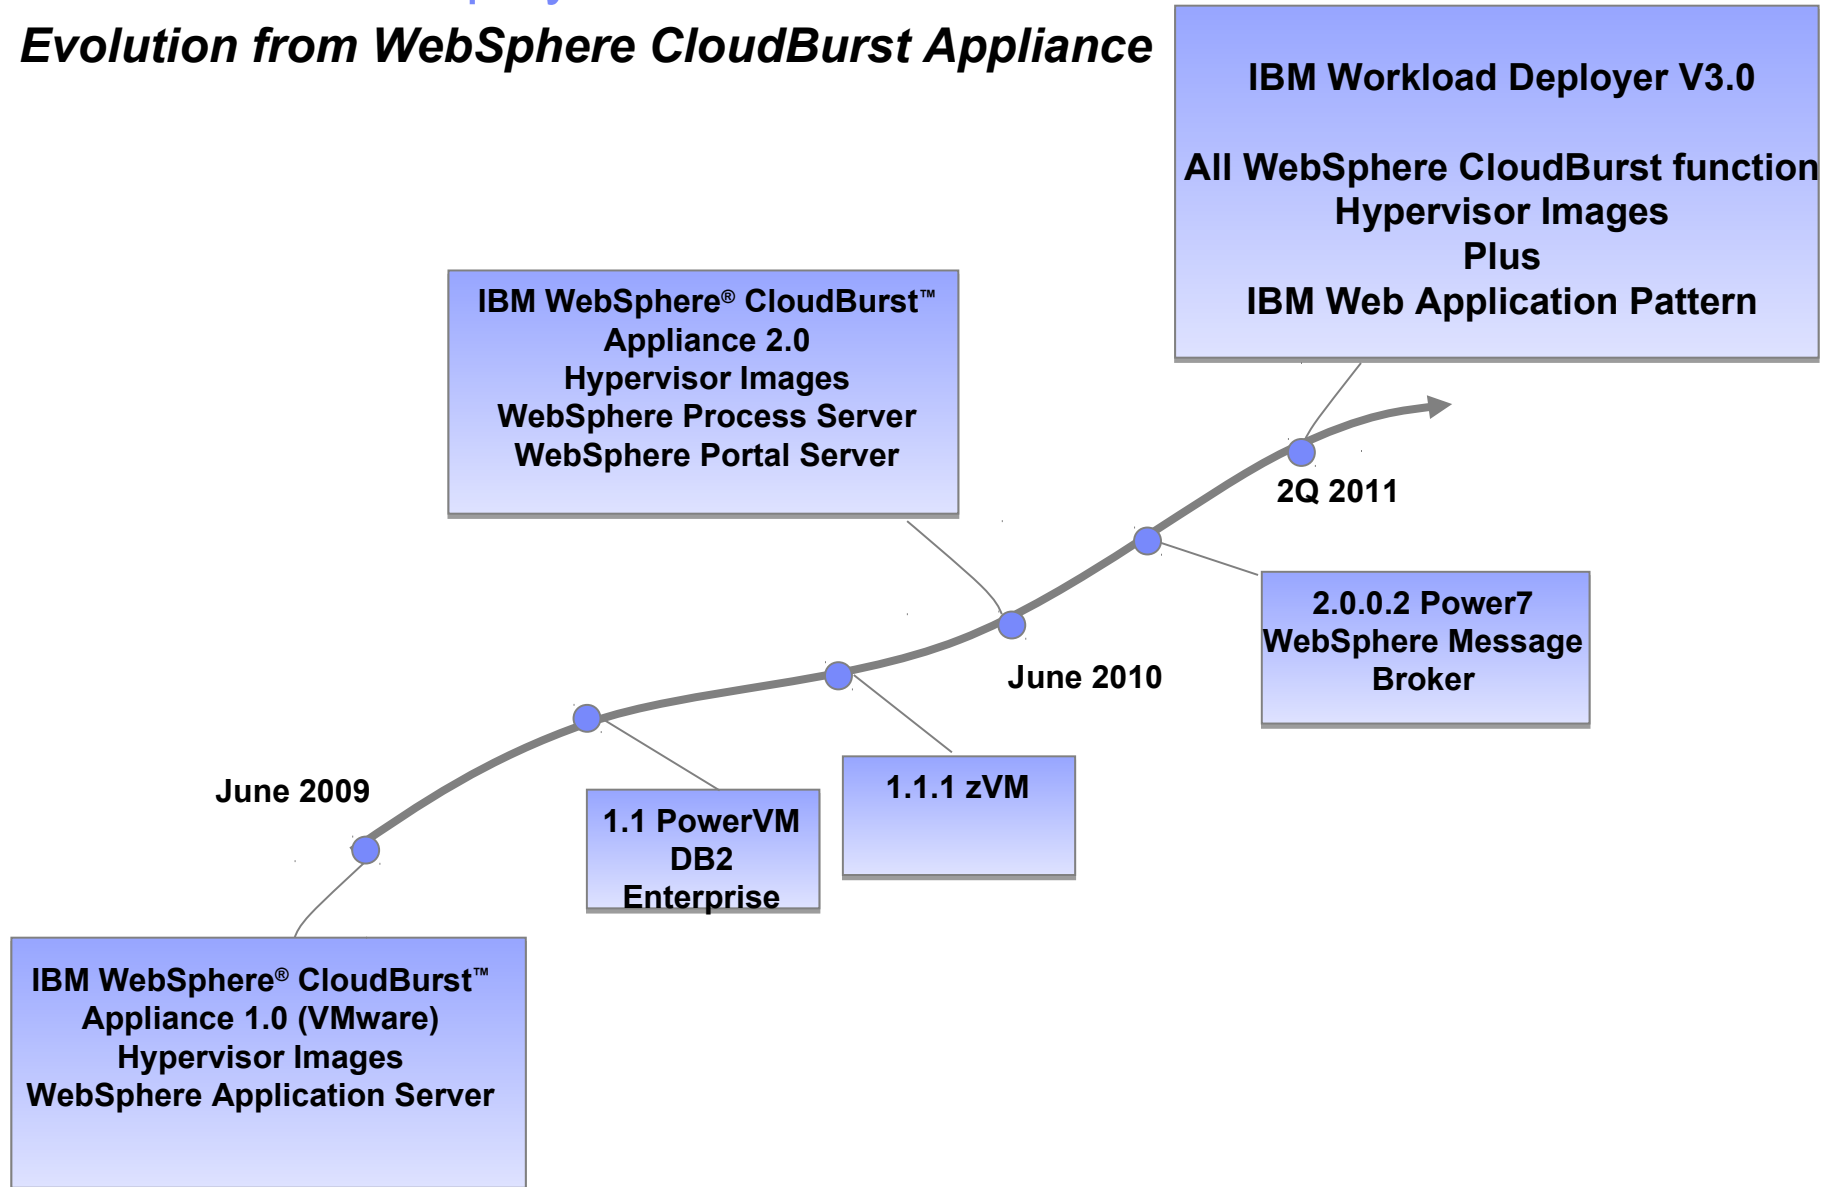 Evolution from WebSphere CloudBurst Appliance
IBM Workload Deployer V3.0
All WebSphere CloudBurst function
Hypervisor Images
Plus
IBM Web Application Pattern
IBM WebSphere® CloudBurst™
Appliance 2.0
Hypervisor Images
WebSphere Process Server
WebSphere Portal Server
2Q 2011
2.0.0.2 Power7
WebSphere Message
Broker
June 2010
1.1.1 zVM
June 2009
1.1 PowerVM
DB2
Enterprise
IBM WebSphere® CloudBurst™
Appliance 1.0 (VMware)
Hypervisor Images
WebSphere Application Server